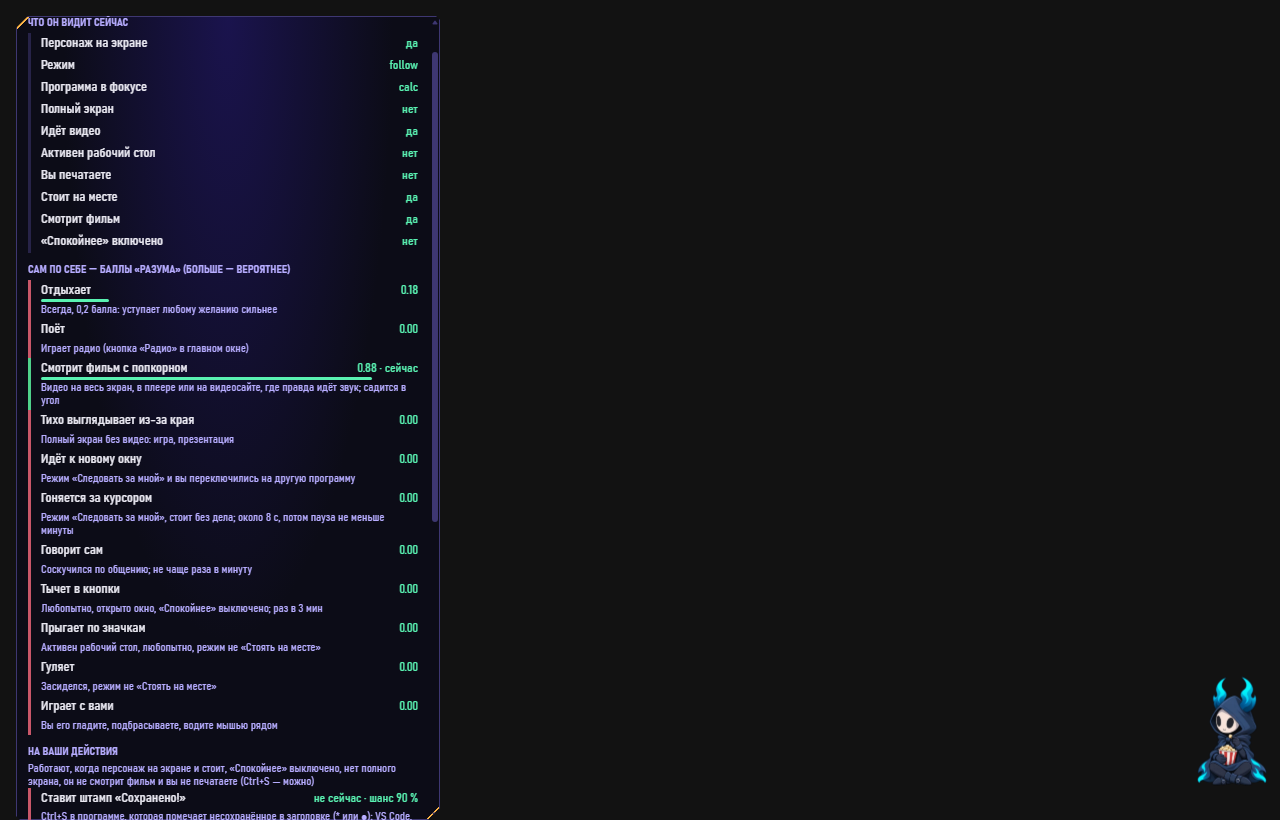 ЧТО ОН ВИДИТ СЕЙЧАС
Персонаж на экране да
Режим follow
Программа в фокусе calc
Полный экран нет
Идёт видео да
Активен рабочий стол нет
Вы печатаете нет
Стоит на месте да
Смотрит фильм да
«Спокойнее» включено нет
САМ ПО СЕБЕ — БАЛЛЫ «РАЗУМА» (БОЛЬШЕ — ВЕРОЯТНЕЕ)
Отдыхает 0.18
Всегда, 0,2 балла: уступает любому желанию сильнее
Поёт 0.00
Играет радио (кнопка «Радио» в главном окне)
Смотрит фильм с попкорном 0.88 · сейчас
Видео на весь экран, в плеере или на видеосайте, где правда идёт звук; садится в
угол
Тихо выглядывает из-за края 0.00
Полный экран без видео: игра, презентация
Идёт к новому окну 0.00
Режим «Следовать за мной» и вы переключились на другую программу
Гоняется за курсором 0.00
Режим «Следовать за мной», стоит без дела; около 8 с, потом пауза не меньше
минуты
Говорит сам 0.00
Соскучился по общению; не чаще раза в минуту
Тычет в кнопки 0.00
Любопытно, открыто окно, «Спокойнее» выключено; раз в 3 мин
Прыгает по значкам 0.00
Активен рабочий стол, любопытно, режим не «Стоять на месте»
Гуляет 0.00
Засиделся, режим не «Стоять на месте»
Играет с вами 0.00
Вы его гладите, подбрасываете, водите мышью рядом
НА ВАШИ ДЕЙСТВИЯ
Работают, когда персонаж на экране и стоит, «Спокойнее» выключено, нет полного
экрана, он не смотрит фильм и вы не печатаете (Ctrl+S — можно)
Ставит штамп «Сохранено!» не сейчас · шанс 90 %
Ctrl+S в программе, которая помечает несохранённое в заголовке (* или ●): VS Code,